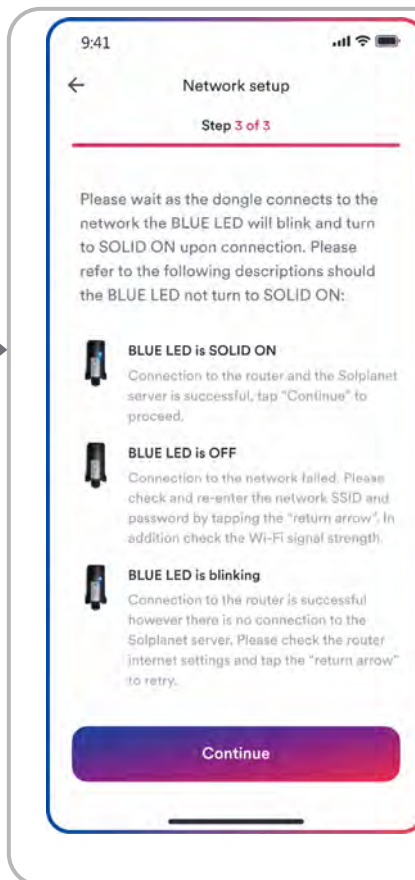 9:41
Network setup
Step 3 of 3
Please wait as the dongle connects to the
network the BLUE LED will blink and turn
to SOLID ON upon connection. Please
refer to the following descriptions should
the BLUE LED not turn to SOLID ON:
BLUE LED is SOLID ON
Connection to the router and the Solplanet
server is successful, tap "Continue" to
proceed.
BLUE LED is OFF
Connection to the network failed. Please
check and re-enter the network SSID and
password by tapping the "return arrow". In
addition check the Wi-Fi signal strength.
BLUE LED is blinking
Connection to the router is successful
however there is no connection to the
Solplanet server. Please check the router
internet settings and tap the "return arrow"
to retry.
Continue